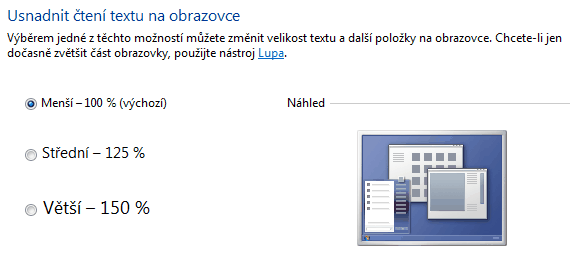 Usnadnit čtení textu na obrazovce
Výběrem jedné z těchto možností můžete změnit velikost textu a další položky na obrazovce. Chcete-li jen
dočasně zvětšit část obrazovky, použijte nástroj Lupa.
Menší – 100 % (výchozí)
Náhled
Střední – 125 %
Větší – 150 %